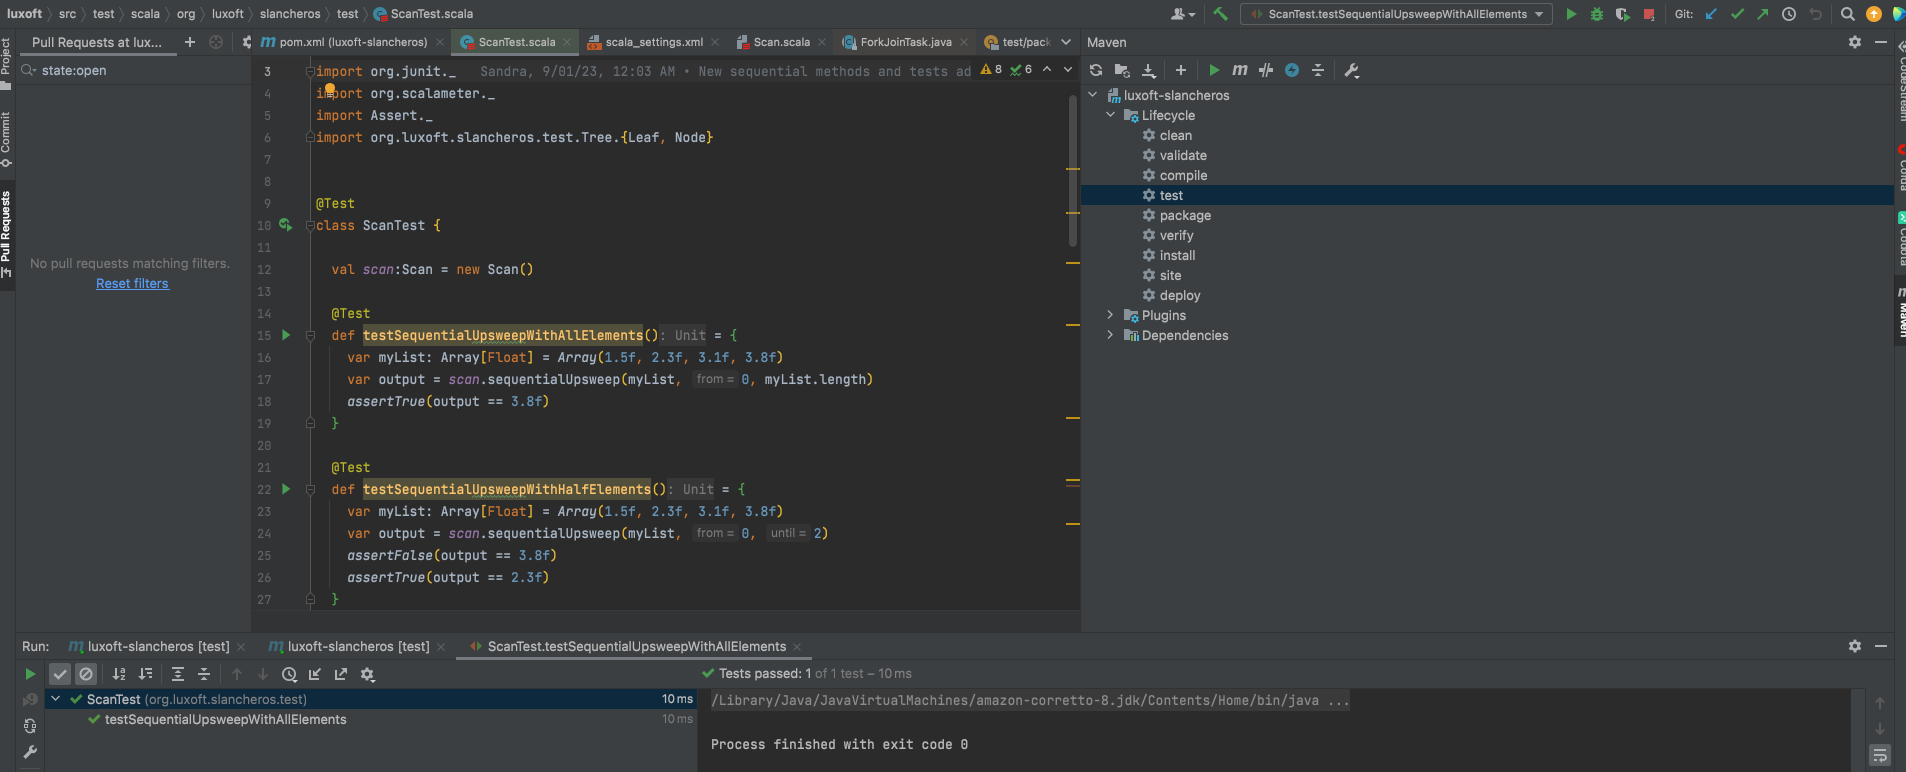 luxoft > src > test > scala > org > luxoft > slancheros > test > ScanTest.scala
ScanTest.testSequentialUpsweepWithAllElements
Git:
Project
Commit
Pull Requests
Pull Requests at lux...
state:open
No pull requests matching filters.
Reset filters
pom.xml (luxoft-slancheros)
ScanTest.scala
scala_settings.xml
Scan.scala
ForkJoinTask.java
test/pack
8 6
3 import org.junit._ Sandra, 9/01/23, 12:03 AM • New sequential methods and tests ad
4 import org.scalameter._
5 import Assert._
6 import org.luxoft.slancheros.test.Tree.{Leaf, Node}
7
8
9 @Test
10 class ScanTest {
11
12 val scan:Scan = new Scan()
13
14 @Test
15 def testSequentialUpsweepWithAllElements(): Unit = {
16 var myList: Array[Float] = Array(1.5f, 2.3f, 3.1f, 3.8f)
17 var output = scan.sequentialUpsweep(myList, from = 0, myList.length)
18 assertTrue(output == 3.8f)
19 }
20
21 @Test
22 def testSequentialUpsweepWithHalfElements(): Unit = {
23 var myList: Array[Float] = Array(1.5f, 2.3f, 3.1f, 3.8f)
24 var output = scan.sequentialUpsweep(myList, from = 0, until = 2)
25 assertFalse(output == 3.8f)
26 assertTrue(output == 2.3f)
27 }
Maven
luxoft-slancheros
Lifecycle
clean
validate
compile
test
package
verify
install
site
deploy
Plugins
Dependencies
Codestream
Conda
Codota
Maven
Run:
luxoft-slancheros [test]
luxoft-slancheros [test]
ScanTest.testSequentialUpsweepWithAllElements
Tests passed: 1 of 1 test – 10 ms
ScanTest (org.luxoft.slancheros.test) 10 ms
testSequentialUpsweepWithAllElements 10 ms
/Library/Java/JavaVirtualMachines/amazon-corretto-8.jdk/Contents/Home/bin/java ...
Process finished with exit code 0